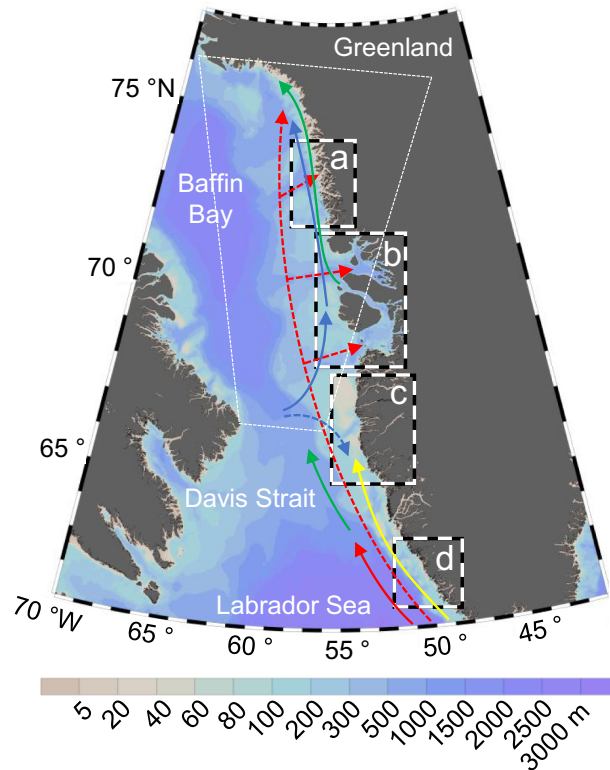 Greenland
75 °N
a
Baffin
Bay
b
70 °
c
65 °
Davis Strait
d
Labrador Sea
70 °W
65 °
60 °
55 °
50 °
45 °
5
20
40
60
80
100
200
300
500
1000
1500
2000
2500
3000 m